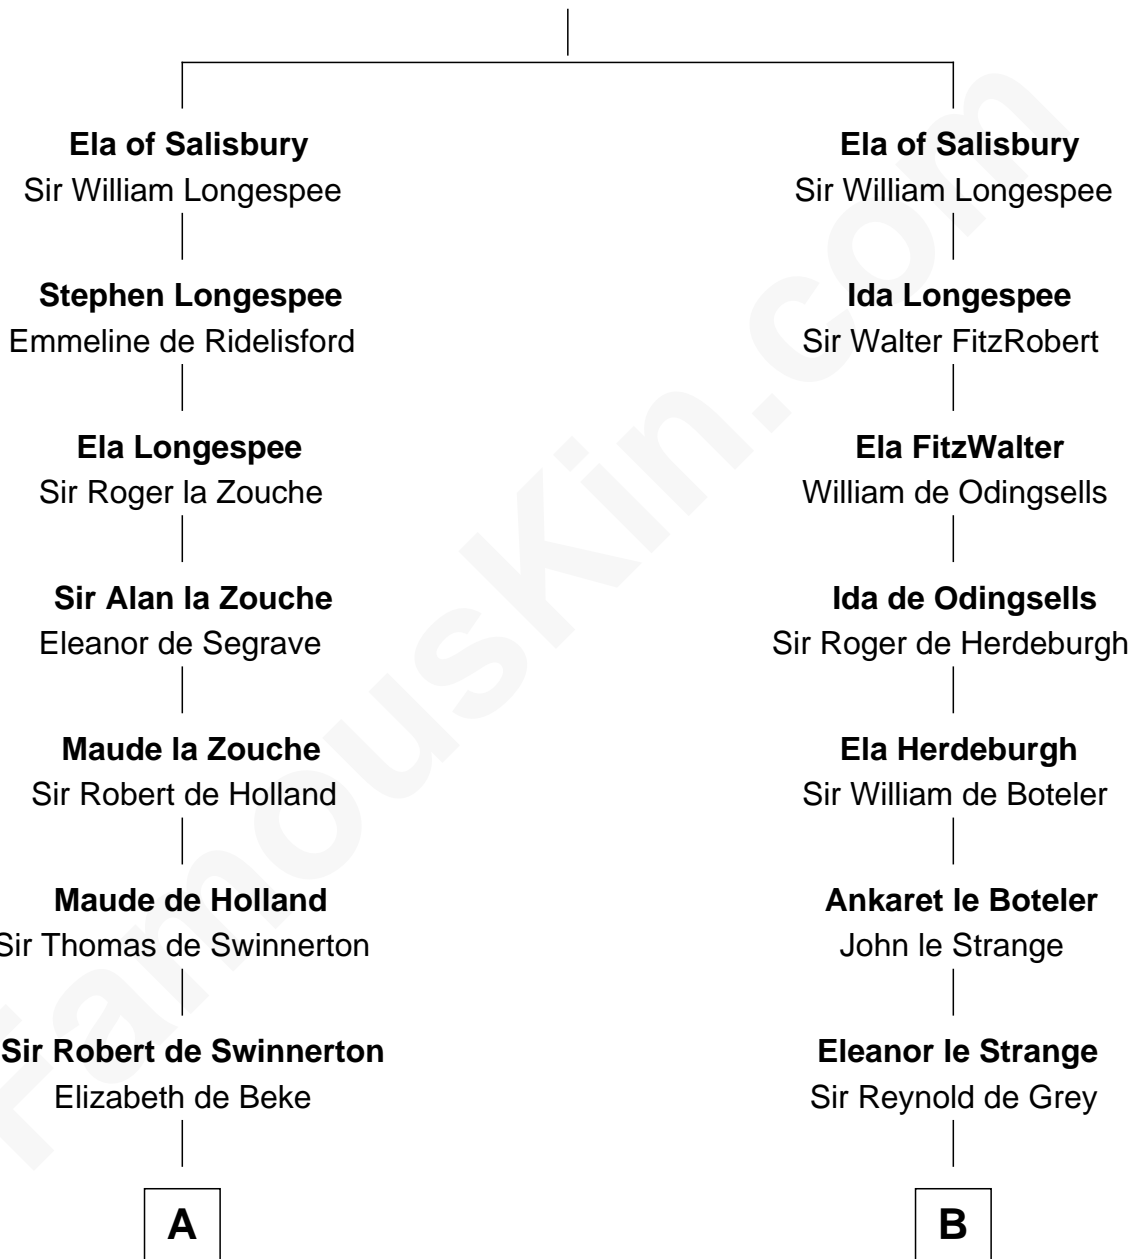 Ela of Salisbury
Sir William Longespee
Stephen Longespee
Emmeline de Ridelisford
Ela Longespee
Sir Roger la Zouche
Sir Alan la Zouche
Eleanor de Segrave
Maude la Zouche
Sir Robert de Holland
Maude de Holland
Sir Thomas de Swinnerton
Sir Robert de Swinnerton
Elizabeth de Beke
A
Ela of Salisbury
Sir William Longespee
Ida Longespee
Sir Walter FitzRobert
Ela FitzWalter
William de Odingsells
Ida de Odingsells
Sir Roger de Herdeburgh
Ela Herdeburgh
Sir William de Boteler
Ankaret le Boteler
John le Strange
Eleanor le Strange
Sir Reynold de Grey
B
FamousKin.com